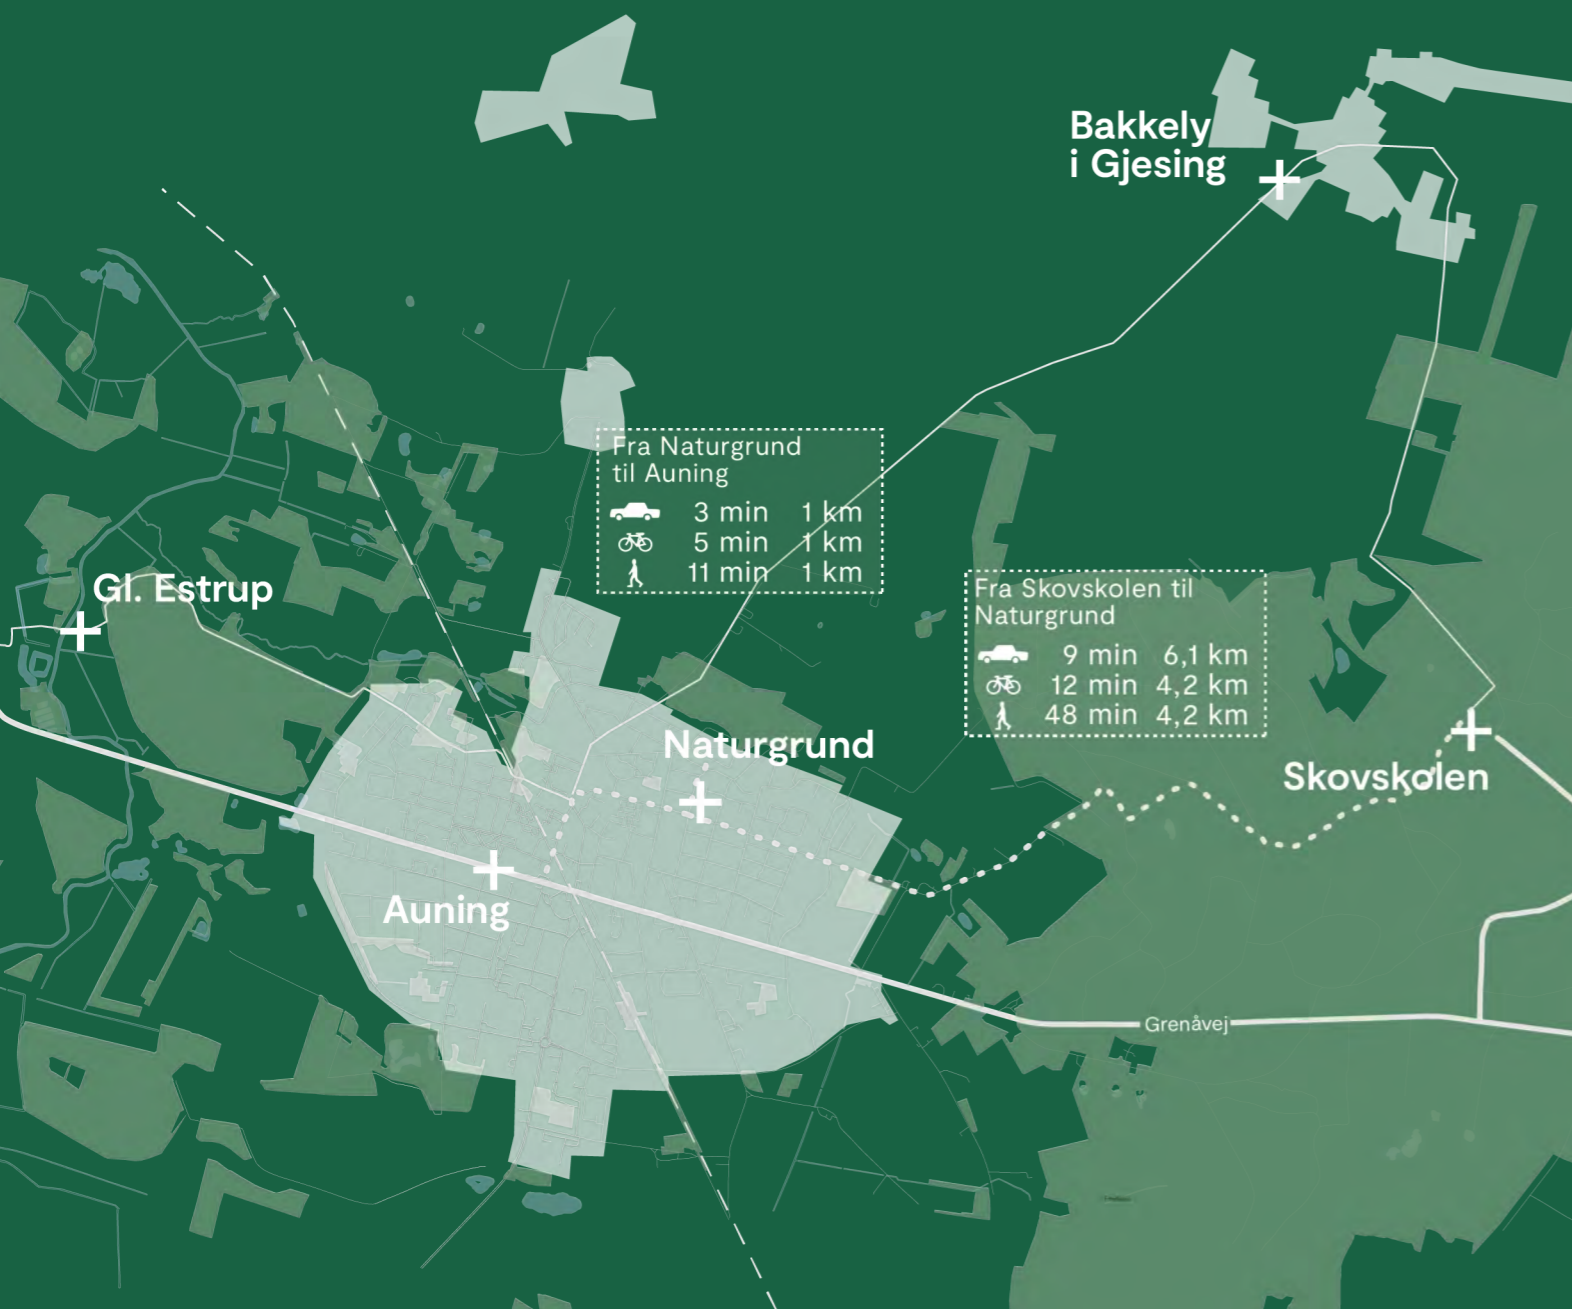 Bakkely
i Gjesing
Fra Naturgrund
til Auning
3 min 1 km
5 min 1 km
11 min 1 km
Gl. Estrup
Fra Skovskolen til
Naturgrund
9 min 6,1 km
12 min 4,2 km
48 min 4,2 km
Naturgrund
Skovskolen
Auning
Grenåvej